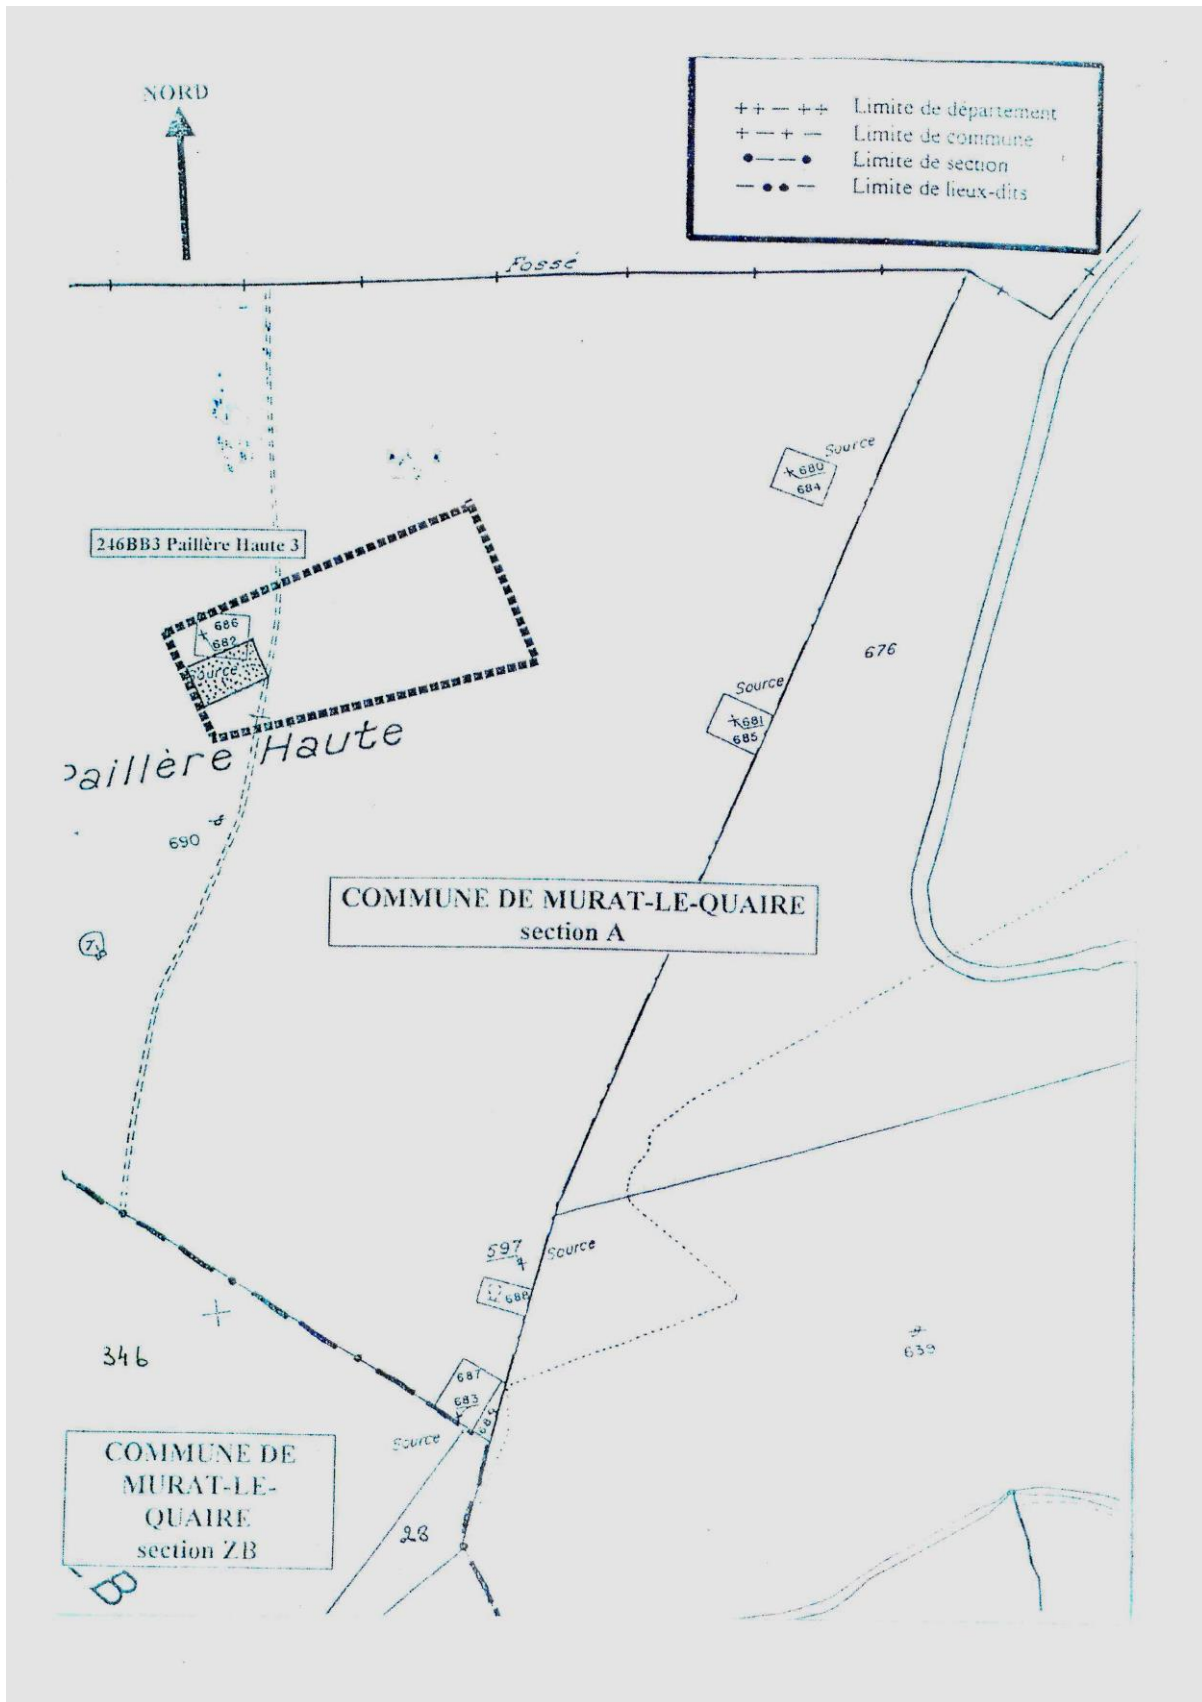 NORD
++ — ++ Limite de département
+ — + — Limite de commune
●— —● Limite de section
— ●● — Limite de lieux-dits
Fossé
Source
680
684
246BB3 Paillère Haute 3
686
682
Source
676
Source
681
685
Paillère Haute
690
COMMUNE DE MURAT-LE-QUAIRE
section A
597
Source
688
346
639
687
683
689
Source
COMMUNE DE
MURAT-LE-
QUAIRE
section ZB
28
B